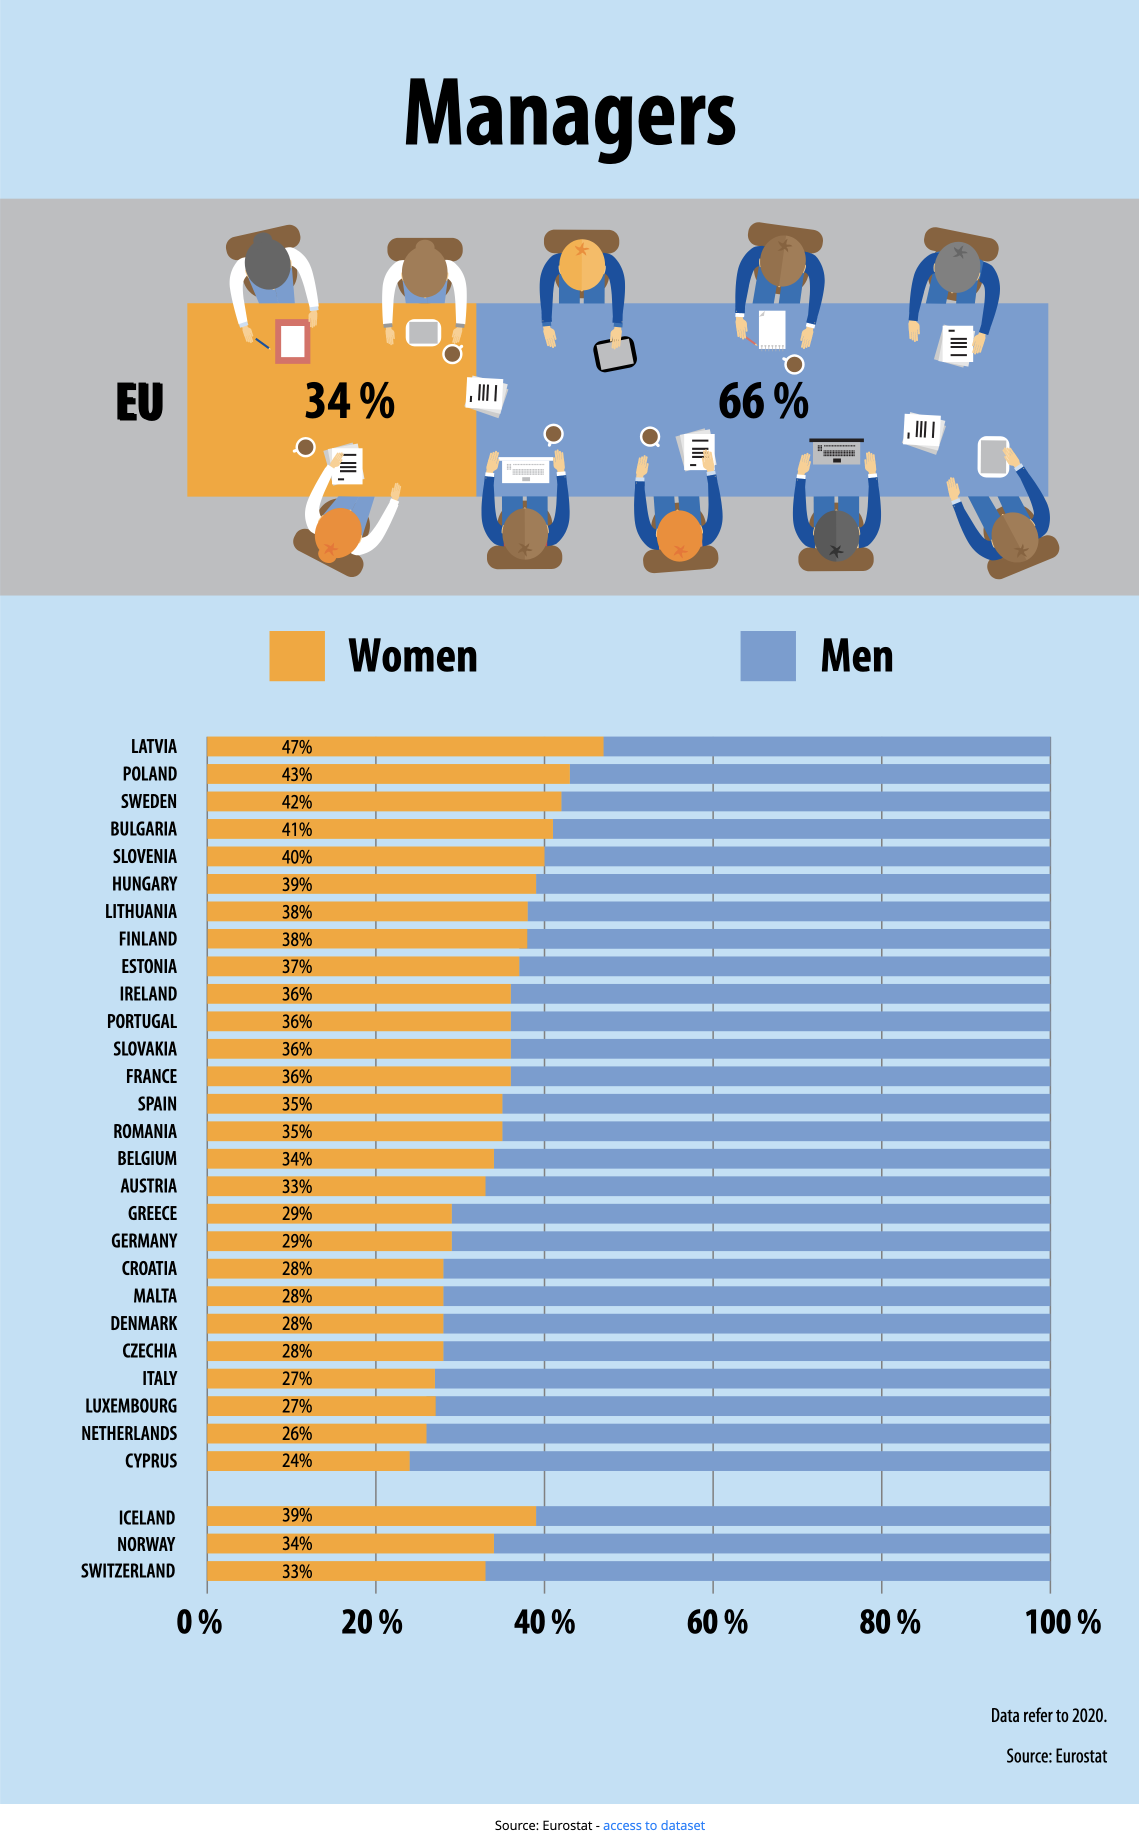 Managers
EU
34 %
66 %
Women
Men
LATVIA 47%
POLAND 43%
SWEDEN 42%
BULGARIA 41%
SLOVENIA 40%
HUNGARY 39%
LITHUANIA 38%
FINLAND 38%
ESTONIA 37%
IRELAND 36%
PORTUGAL 36%
SLOVAKIA 36%
FRANCE 36%
SPAIN 35%
ROMANIA 35%
BELGIUM 34%
AUSTRIA 33%
GREECE 29%
GERMANY 29%
CROATIA 28%
MALTA 28%
DENMARK 28%
CZECHIA 28%
ITALY 27%
LUXEMBOURG 27%
NETHERLANDS 26%
CYPRUS 24%
ICELAND 39%
NORWAY 34%
SWITZERLAND 33%
0 % 20 % 40 % 60 % 80 % 100 %
Data refer to 2020.
Source: Eurostat
Source: Eurostat - access to dataset